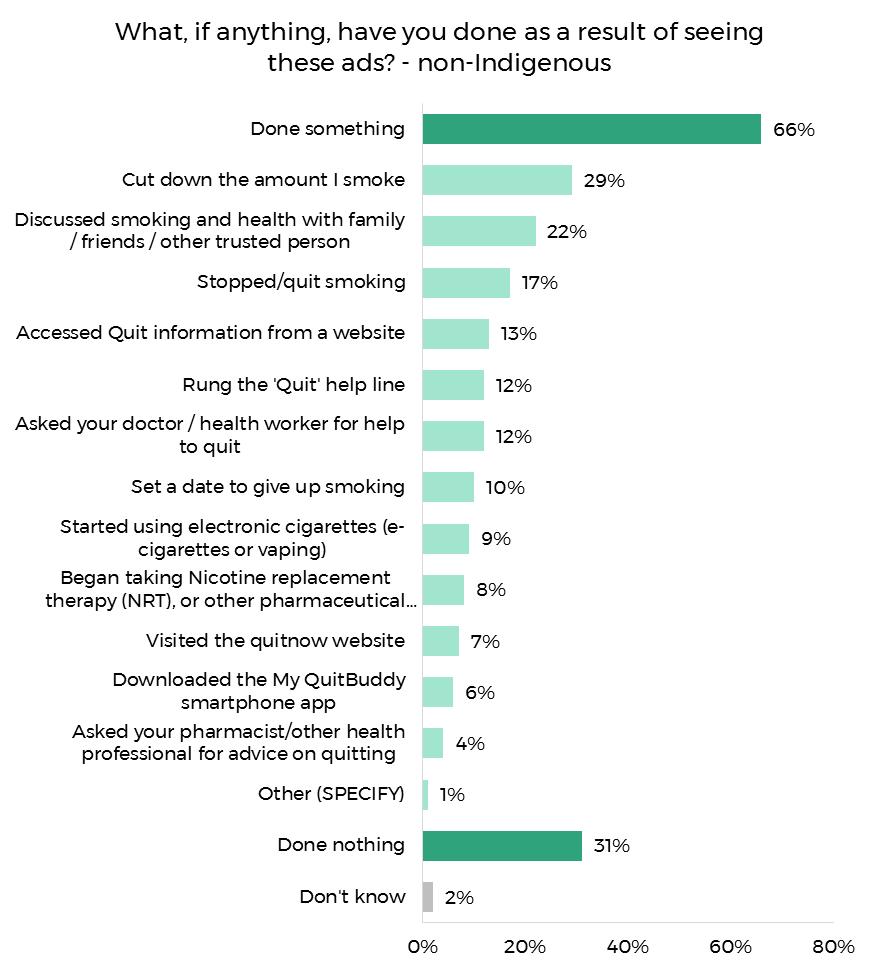 What, if anything, have you done as a result of seeing
these ads? - non-Indigenous
Done something
66%
Cut down the amount I smoke
29%
Discussed smoking and health with family
/ friends / other trusted person
22%
Stopped/quit smoking
17%
Accessed Quit information from a website
13%
Rung the 'Quit' help line
12%
Asked your doctor / health worker for help
to quit
12%
Set a date to give up smoking
10%
Started using electronic cigarettes (e-
cigarettes or vaping)
9%
Began taking Nicotine replacement
therapy (NRT), or other pharmaceutical...
8%
Visited the quitnow website
7%
Downloaded the My QuitBuddy
smartphone app
6%
Asked your pharmacist/other health
professional for advice on quitting
4%
Other (SPECIFY)
1%
Done nothing
31%
Don't know
2%
0% 20% 40% 60% 80%